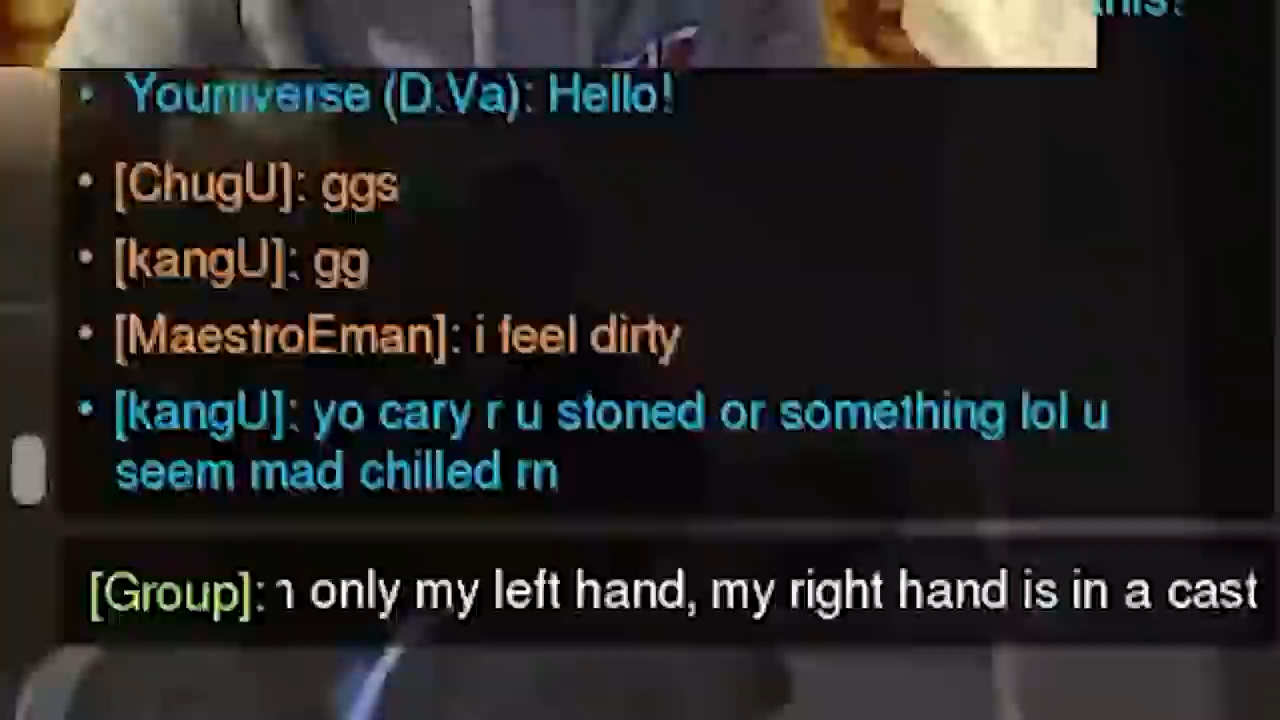 Youniverse (D.Va): Hello!
[ChugU]: ggs
[kangU]: gg
[MaestroEman]: i feel dirty
[kangU]: yo cary r u stoned or something lol u
seem mad chilled rn
[Group]: only my left hand, my right hand is in a cast